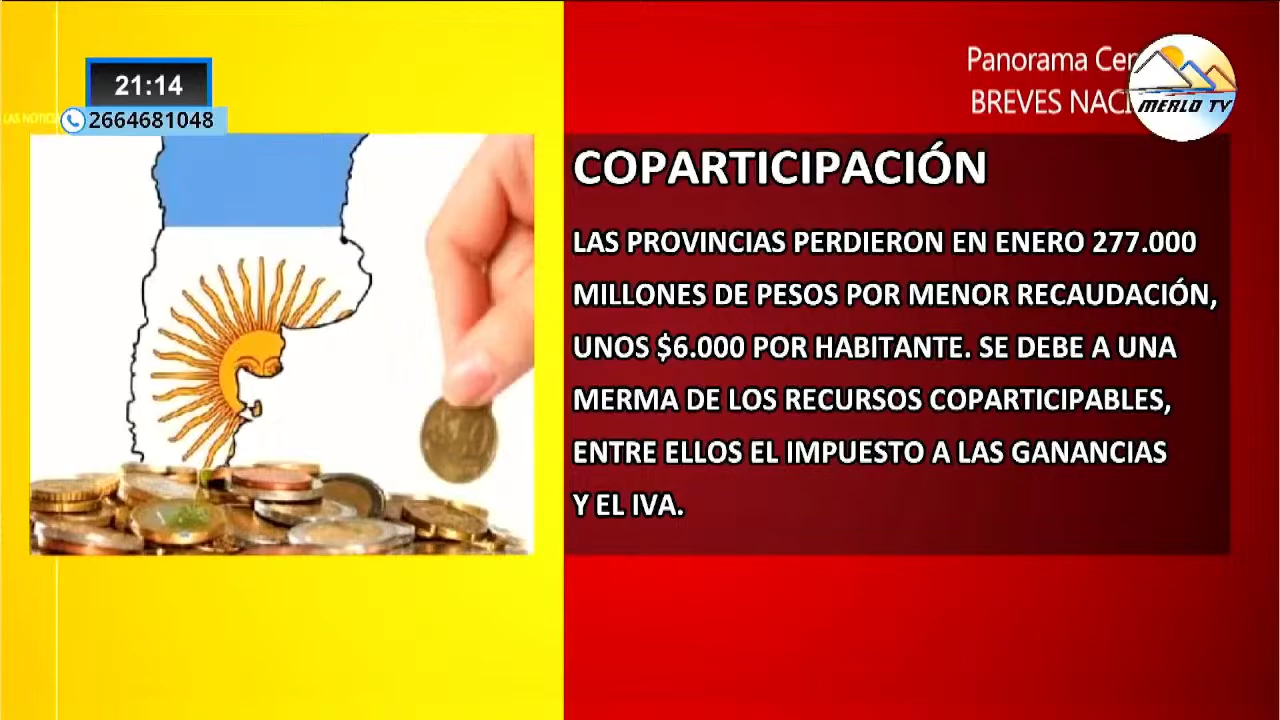 Panorama
BREVES
MERLO TV
21:14
2664681048
LAS
COPARTICIPACIÓN
LAS PROVINCIAS PERDIERON EN ENERO 277.000
MILLONES DE PESOS POR MENOR RECAUDACIÓN,
UNOS $6.000 POR HABITANTE. SE DEBE A UNA
MERMA DE LOS RECURSOS COPARTICIPABLES,
ENTRE ELLOS EL IMPUESTO A LAS GANANCIAS
Y EL IVA.